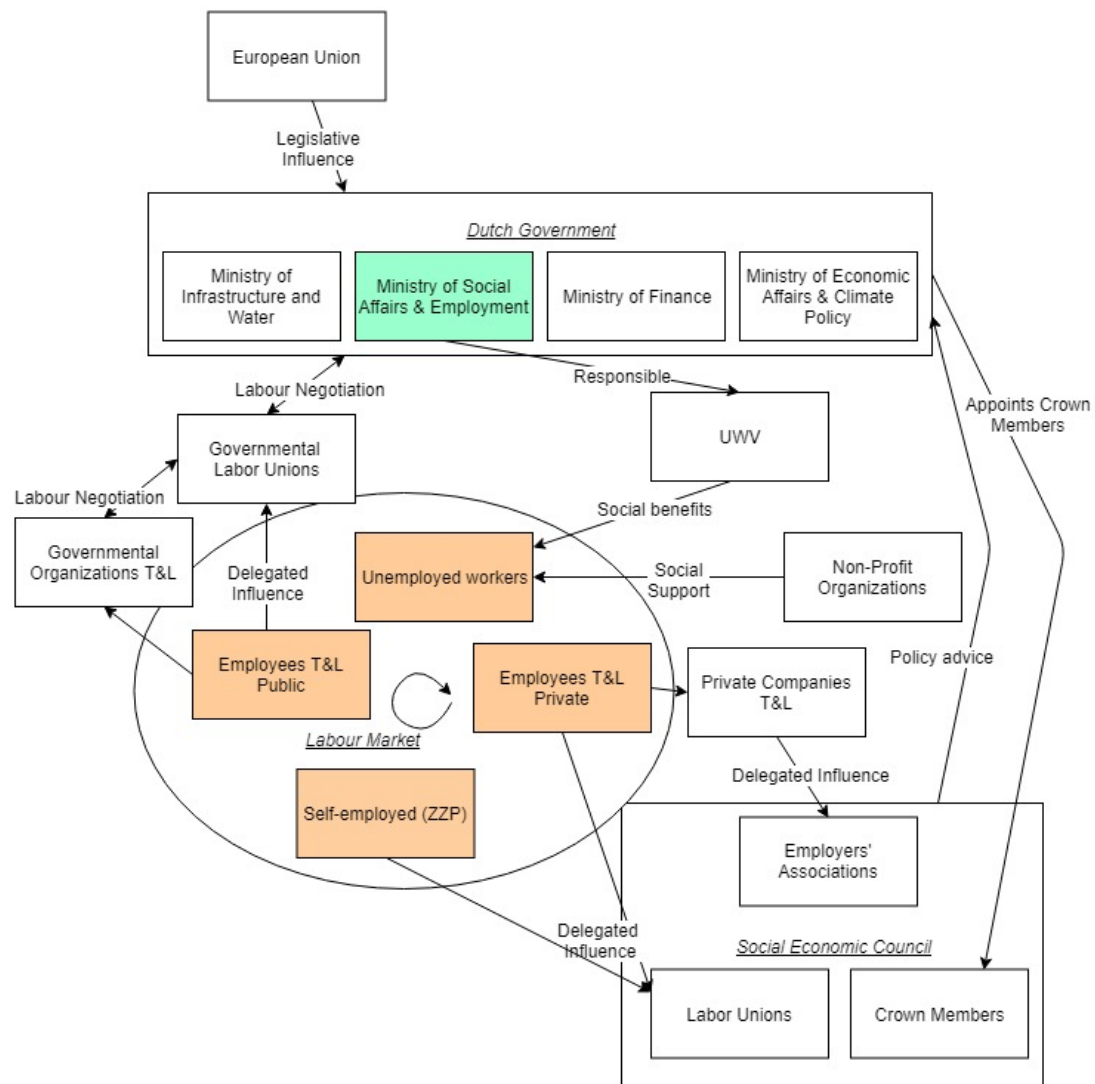 European Union
Legislative
Influence
Dutch Government
Ministry of
Infrastructure and
Water
Ministry of Social
Affairs & Employment
Ministry of Finance
Ministry of Economic
Affairs & Climate
Policy
Labour Negotiation
Responsible
Appoints Crown
Members
Governmental
Labor Unions
UWV
Labour Negotiation
Social benefits
Governmental
Organizations T&L
Delegated
Influence
Unemployed workers
Social
Support
Non-Profit
Organizations
Employees T&L
Public
Employees T&L
Private
Private Companies
T&L
Policy advice
Labour Market
Delegated Influence
Self-employed (ZZP)
Employers'
Associations
Delegated
Influence
Social Economic Council
Labor Unions
Crown Members